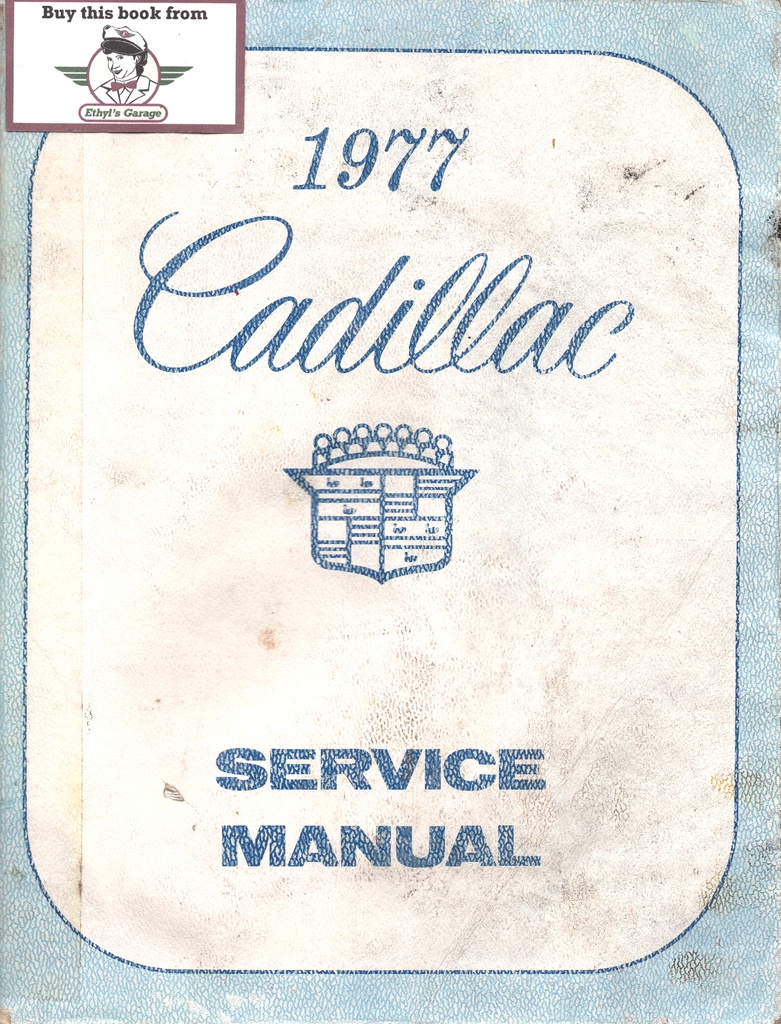 Buy this book from
Ethyl's Garage
1977
Cadillac
SERVICE
MANUAL